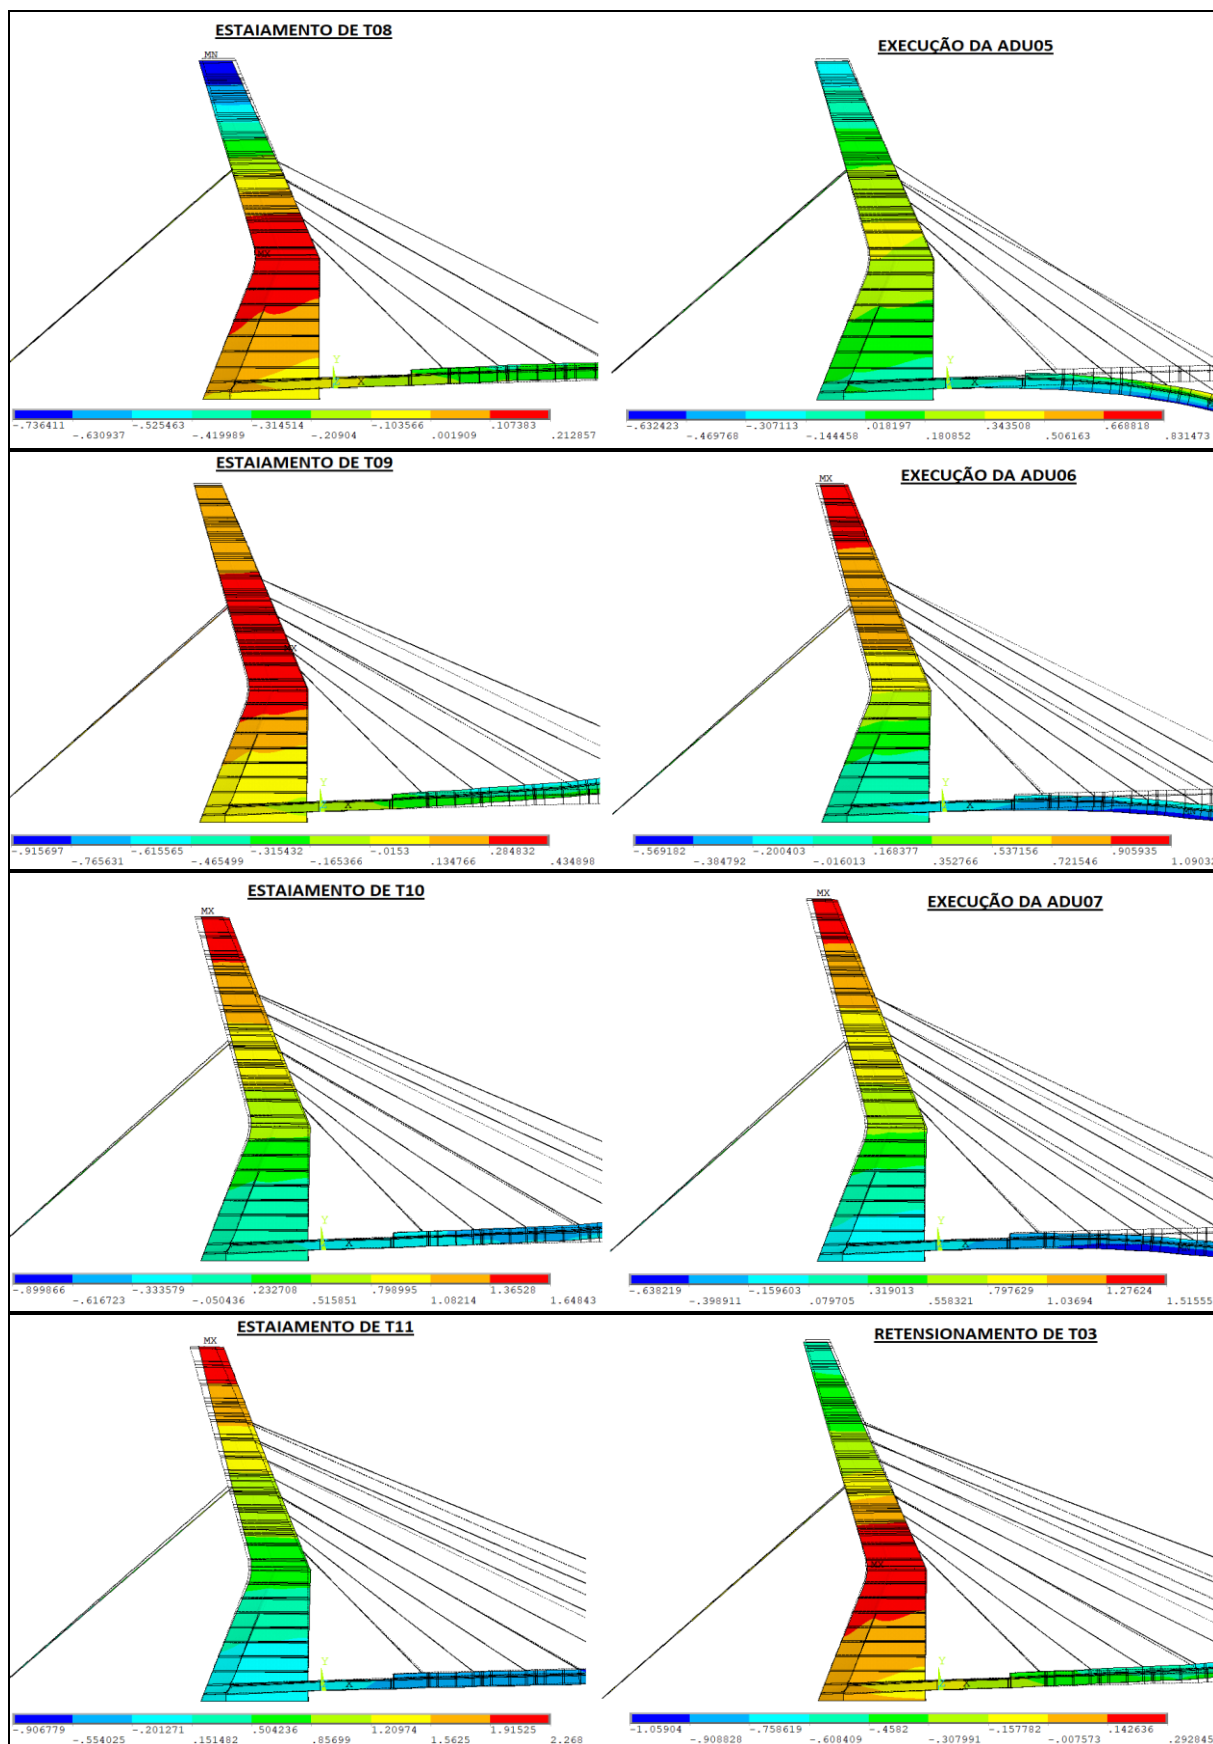 ESTAIAMENTO DE T08
MN
MX
Y
X
-.736411 -.525463 -.314514 -.103566 .107383
-.630937 -.419989 -.20904 .001909 .212857
EXECUÇÃO DA ADU05
Y
X
-.632423 -.307113 .018197 .343508 .668818
-.469768 -.144458 .180852 .506163 .831473
ESTAIAMENTO DE T09
MX
Y
X
-.915697 -.615565 -.315432 -.0153 .284832
-.765631 -.465499 -.165366 .134766 .434898
EXECUÇÃO DA ADU06
MX
Y
X
-.569182 -.200403 .168377 .537156 .905935
-.384792 -.016013 .352766 .721546 1.09032
ESTAIAMENTO DE T10
MX
Y
X
-.899866 -.333579 .232708 .798995 1.36528
-.616723 -.050436 .515851 1.08214 1.64843
EXECUÇÃO DA ADU07
MX
Y
X
-.638219 -.159603 .319013 .797629 1.27624
-.398911 .079705 .558321 1.03694 1.51555
ESTAIAMENTO DE T11
MX
Y
X
-.906779 -.201271 .504236 1.20974 1.91525
-.554025 .151482 .85699 1.5625 2.268
RETENSIONAMENTO DE T03
MX
Y
X
-1.05904 -.758619 -.4582 -.157782 .142636
-.908828 -.608409 -.307991 -.007573 .292845